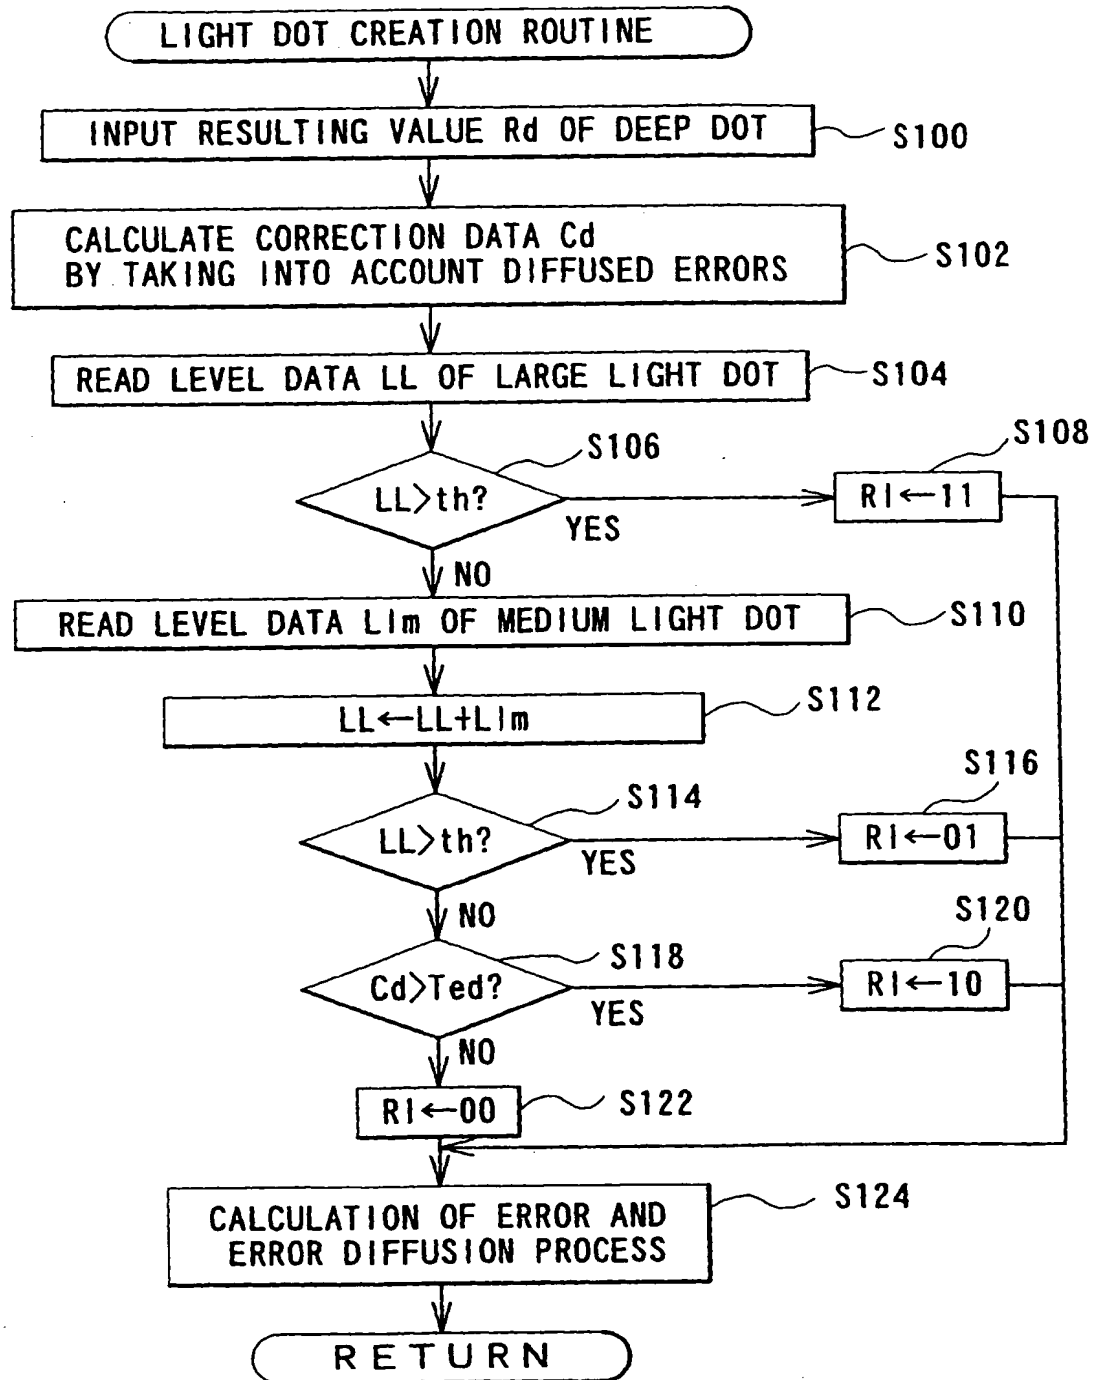 LIGHT DOT CREATION ROUTINE
INPUT RESULTING VALUE Rd OF DEEP DOT
S100
CALCULATE CORRECTION DATA Cd
BY TAKING INTO ACCOUNT DIFFUSED ERRORS
S102
READ LEVEL DATA LL OF LARGE LIGHT DOT
S104
LL>th?
S106
YES
NO
Rl←11
S108
READ LEVEL DATA Llm OF MEDIUM LIGHT DOT
S110
LL←LL+Llm
S112
LL>th?
S114
YES
NO
Rl←01
S116
Cd>Ted?
S118
YES
NO
Rl←10
S120
Rl←00
S122
CALCULATION OF ERROR AND
ERROR DIFFUSION PROCESS
S124
RETURN